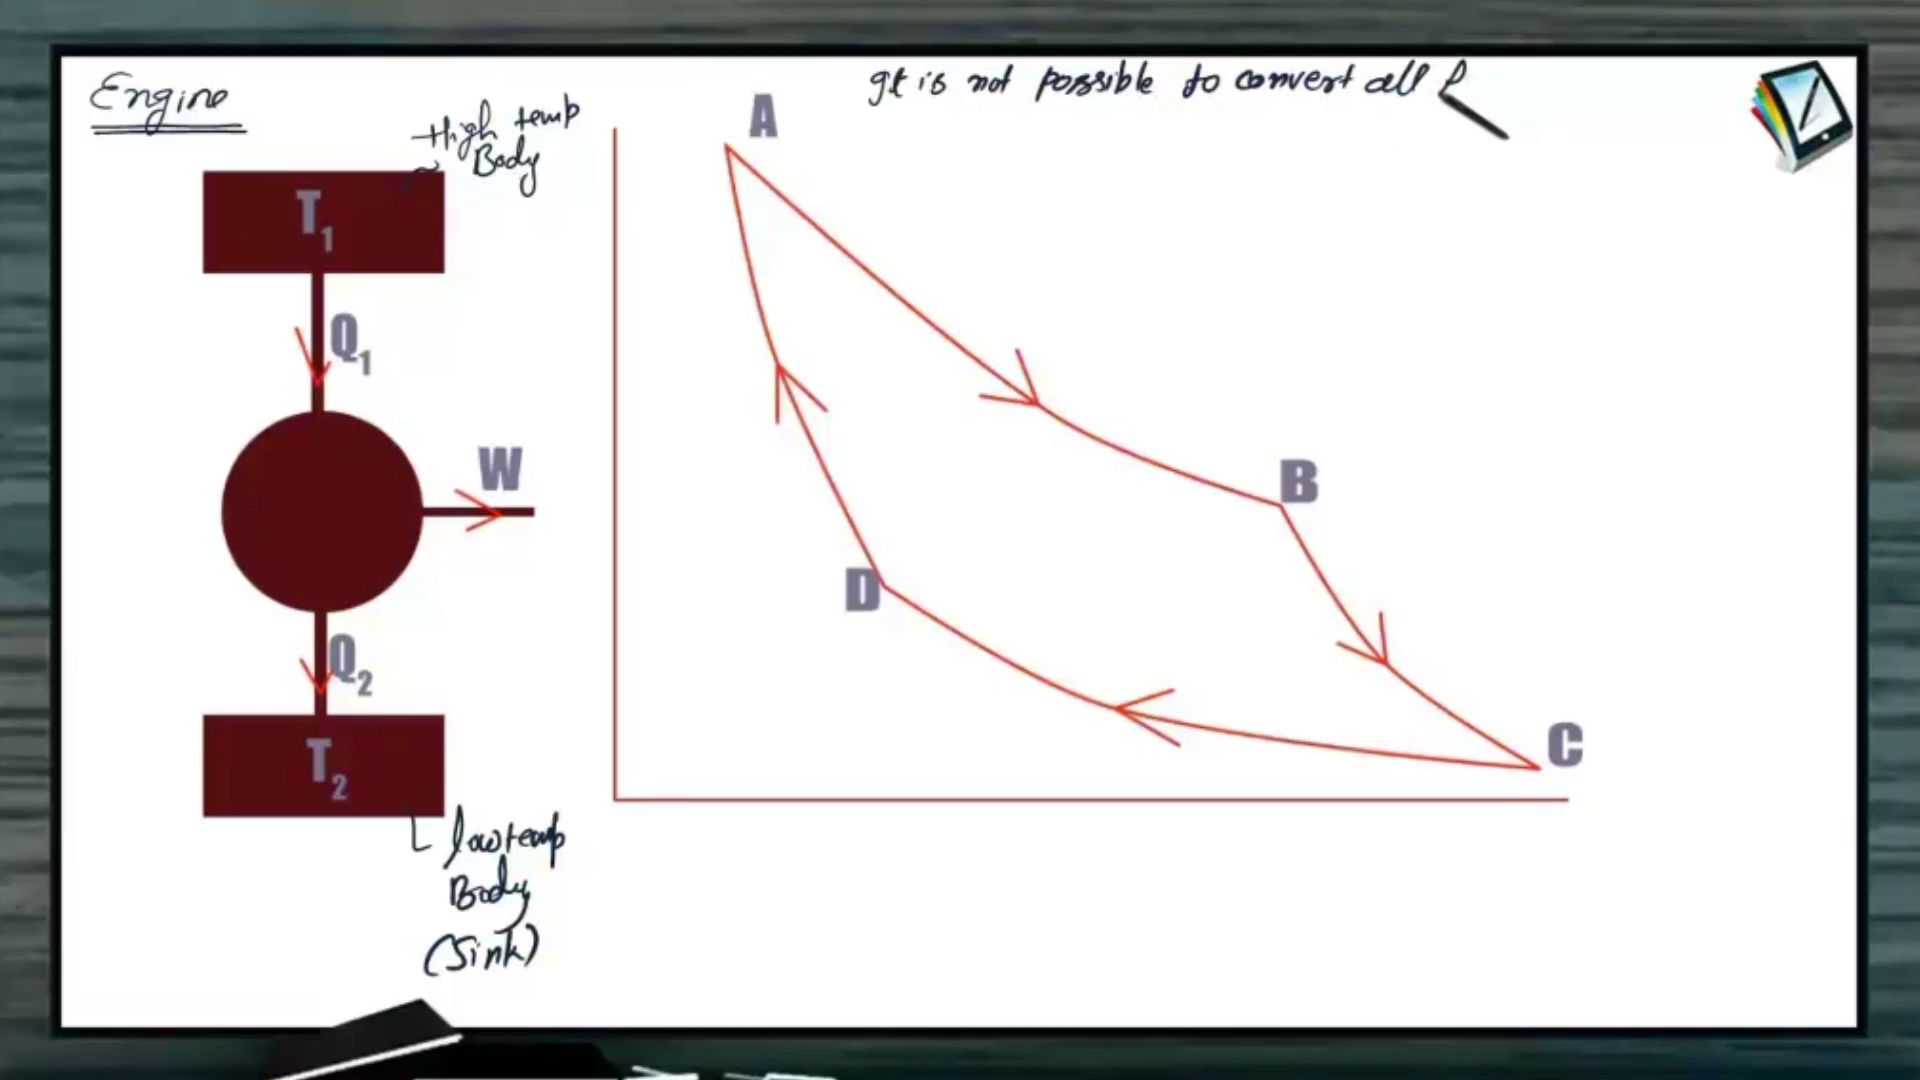 Engine
It is not possible to convert all
High temp
Body
A
T1
Q1
W
B
D
Q2
T2
C
low temp
Body
(Sink)